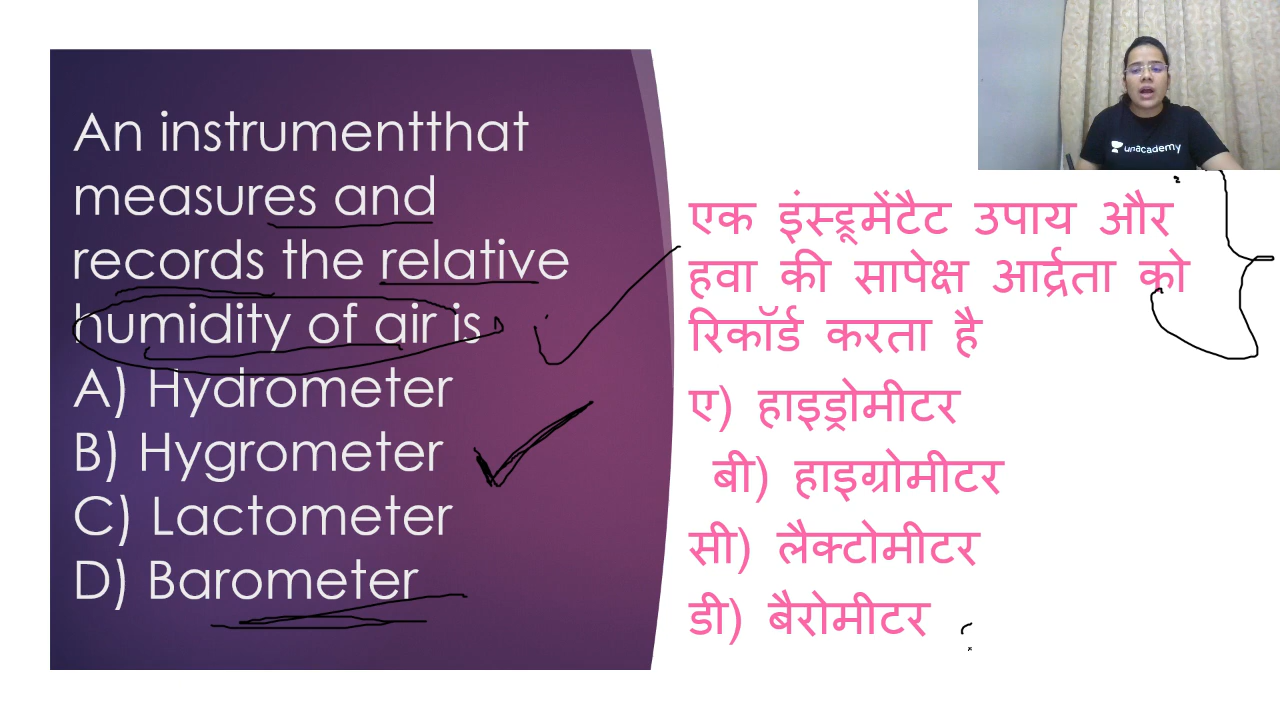 An instrumentthat
measures and
records the relative
humidity of air is
A) Hydrometer
B) Hygrometer
C) Lactometer
D) Barometer
एक इंस्ट्रूमेंटैट उपाय और
हवा की सापेक्ष आर्द्रता को
रिकॉर्ड करता है
ए) हाइड्रोमीटर
बी) हाइग्रोमीटर
सी) लैक्टोमीटर
डी) बैरोमीटर
unacademy